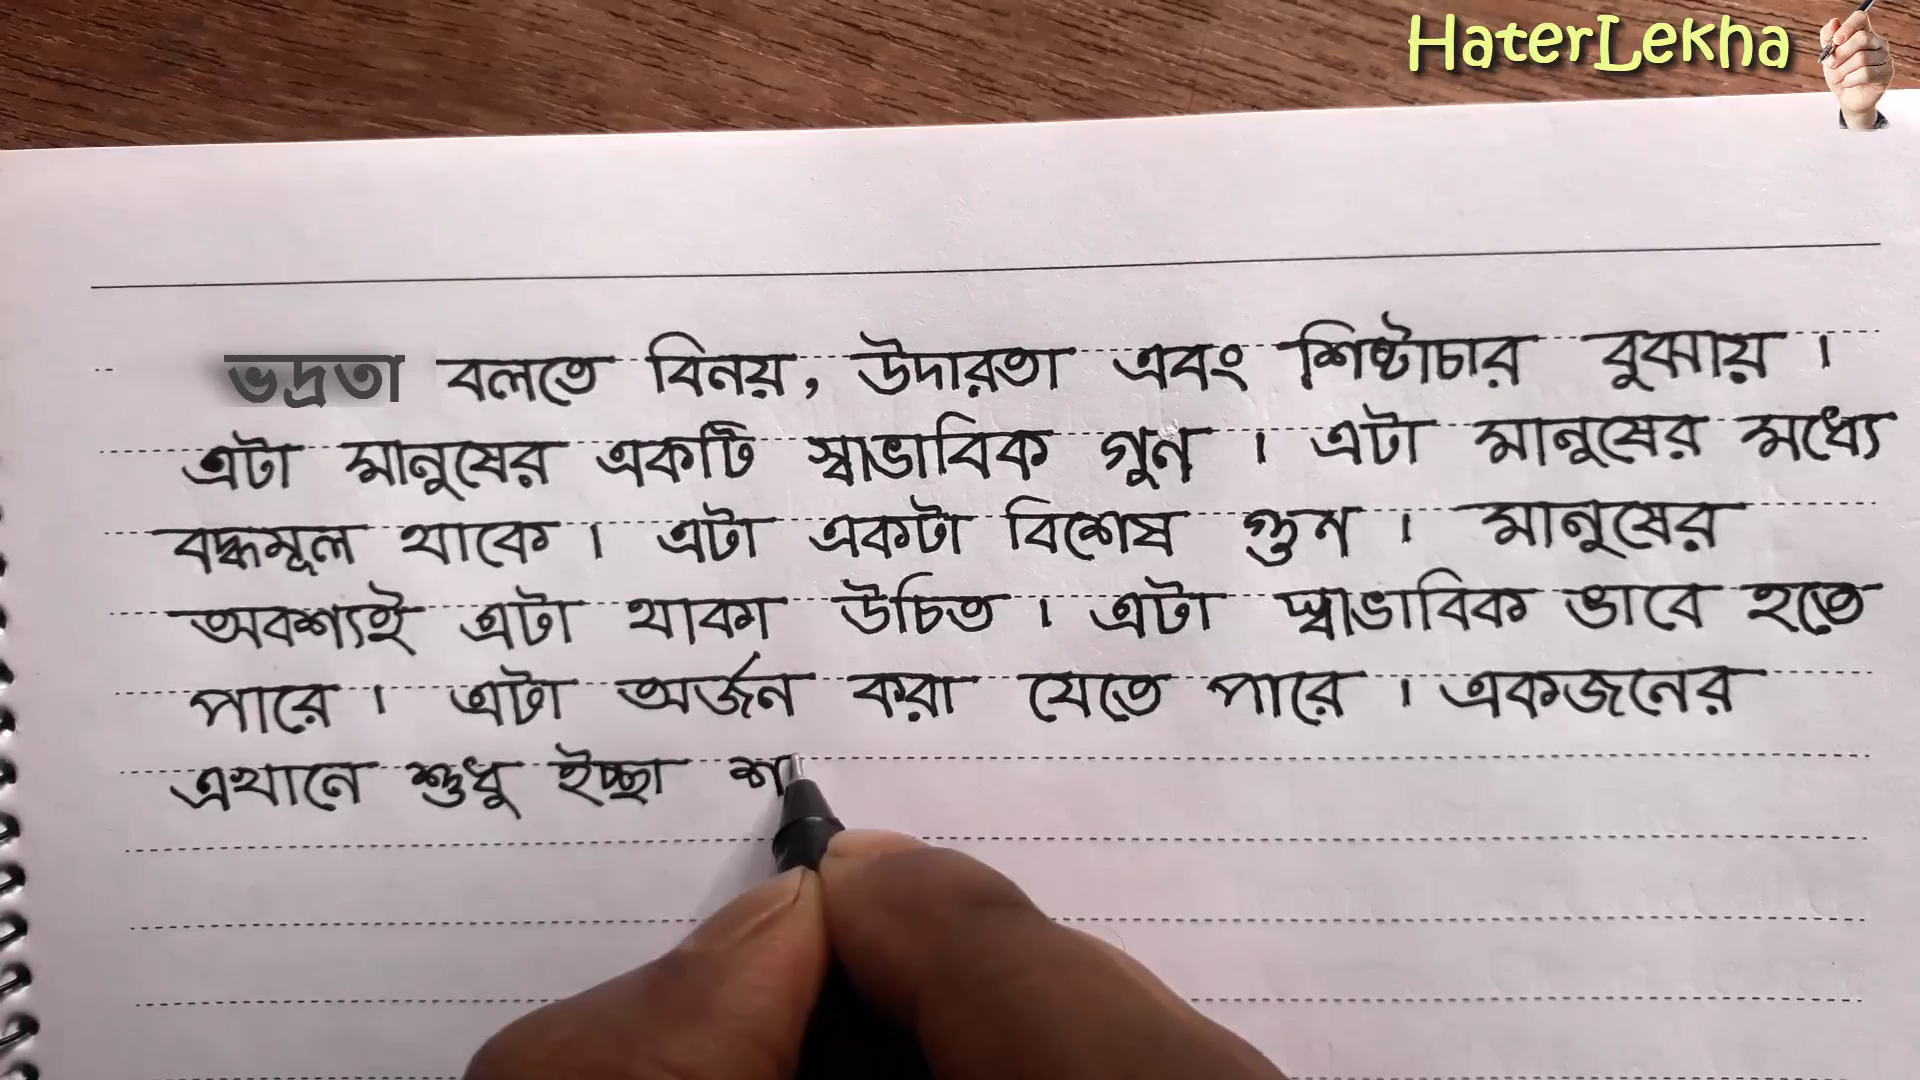 HaterLekha
ভদ্রতা বলতে বিনয়, উদারতা এবং শিষ্টাচার বুঝায় ।
এটা মানুষের একটি স্বাভাবিক গুন । এটা মানুষের মধ্যে
বদ্ধমূল থাকে । এটা একটা বিশেষ গুন । মানুষের
অবশ্যই এটা থাকা উচিত । এটা স্বাভাবিক ভাবে হতে
পারে । এটা অর্জন করা যেতে পারে । একজনের
এখানে শুধু ইচ্ছা